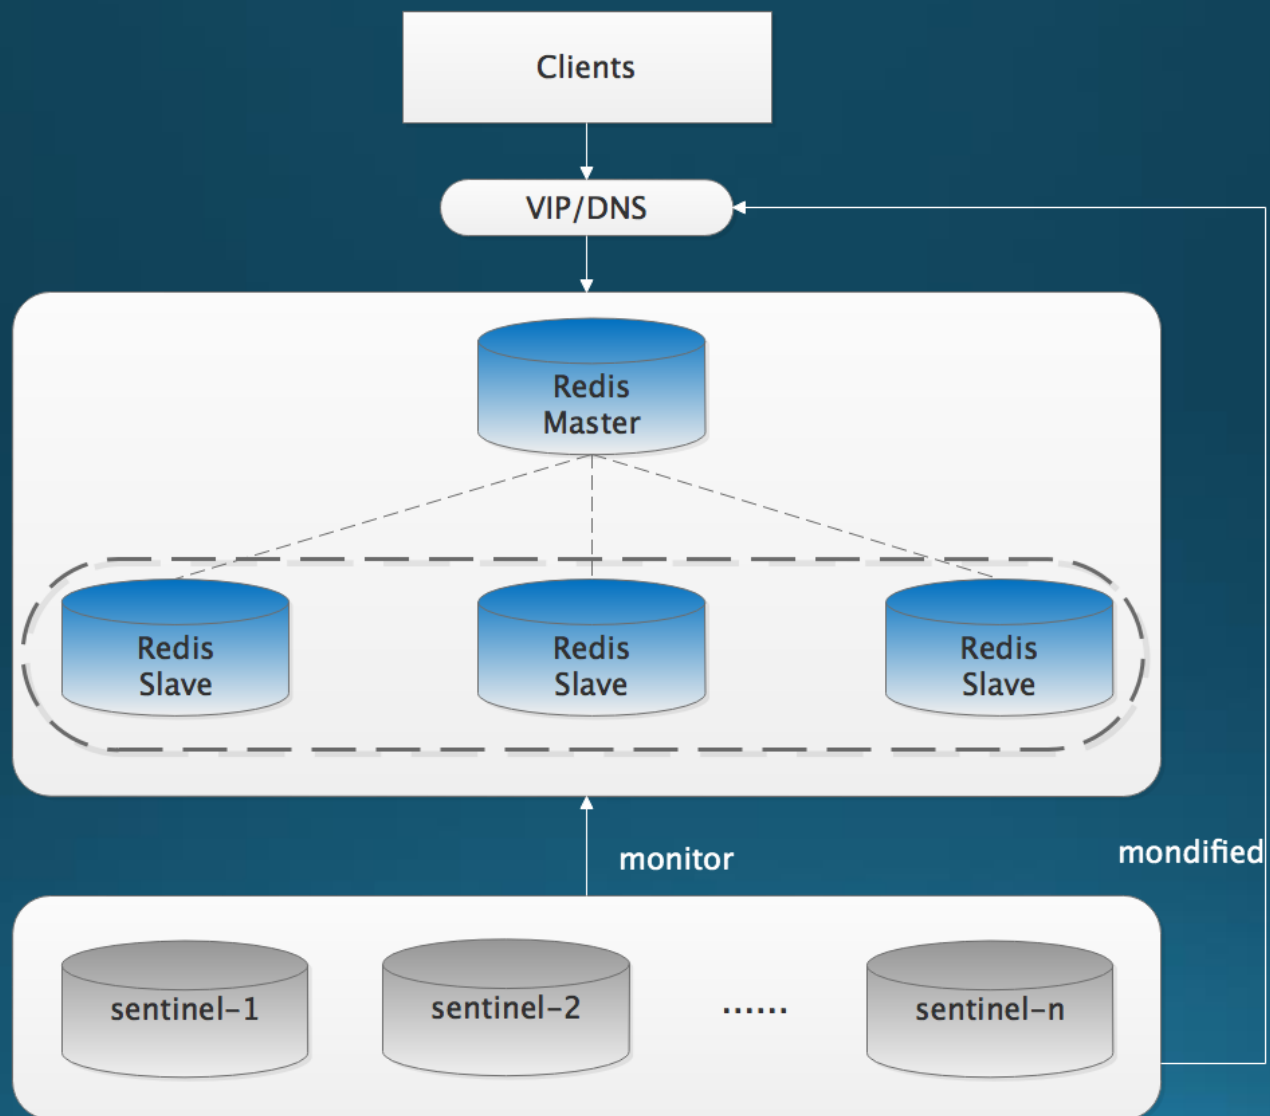 Clients
VIP/DNS
Redis
Master
Redis
Slave
Redis
Slave
Redis
Slave
monitor
mondified
sentinel-1
sentinel-2
......
sentinel-n